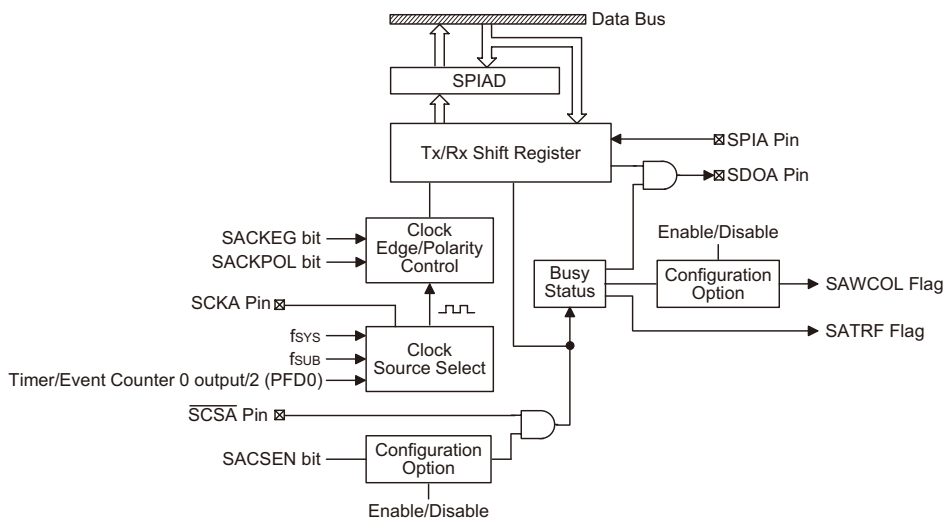 Data Bus
SPIAD
Tx/Rx Shift Register
SPIA Pin
SDOA Pin
SACKEG bit
SACKPOL bit
Clock
Edge/Polarity
Control
Enable/Disable
Busy
Status
Configuration
Option
SAWCOL Flag
SATRF Flag
SCKA Pin
fSYS
fSUB
Timer/Event Counter 0 output/2 (PFD0)
Clock
Source Select
SCSA Pin
SACSEN bit
Configuration
Option
Enable/Disable